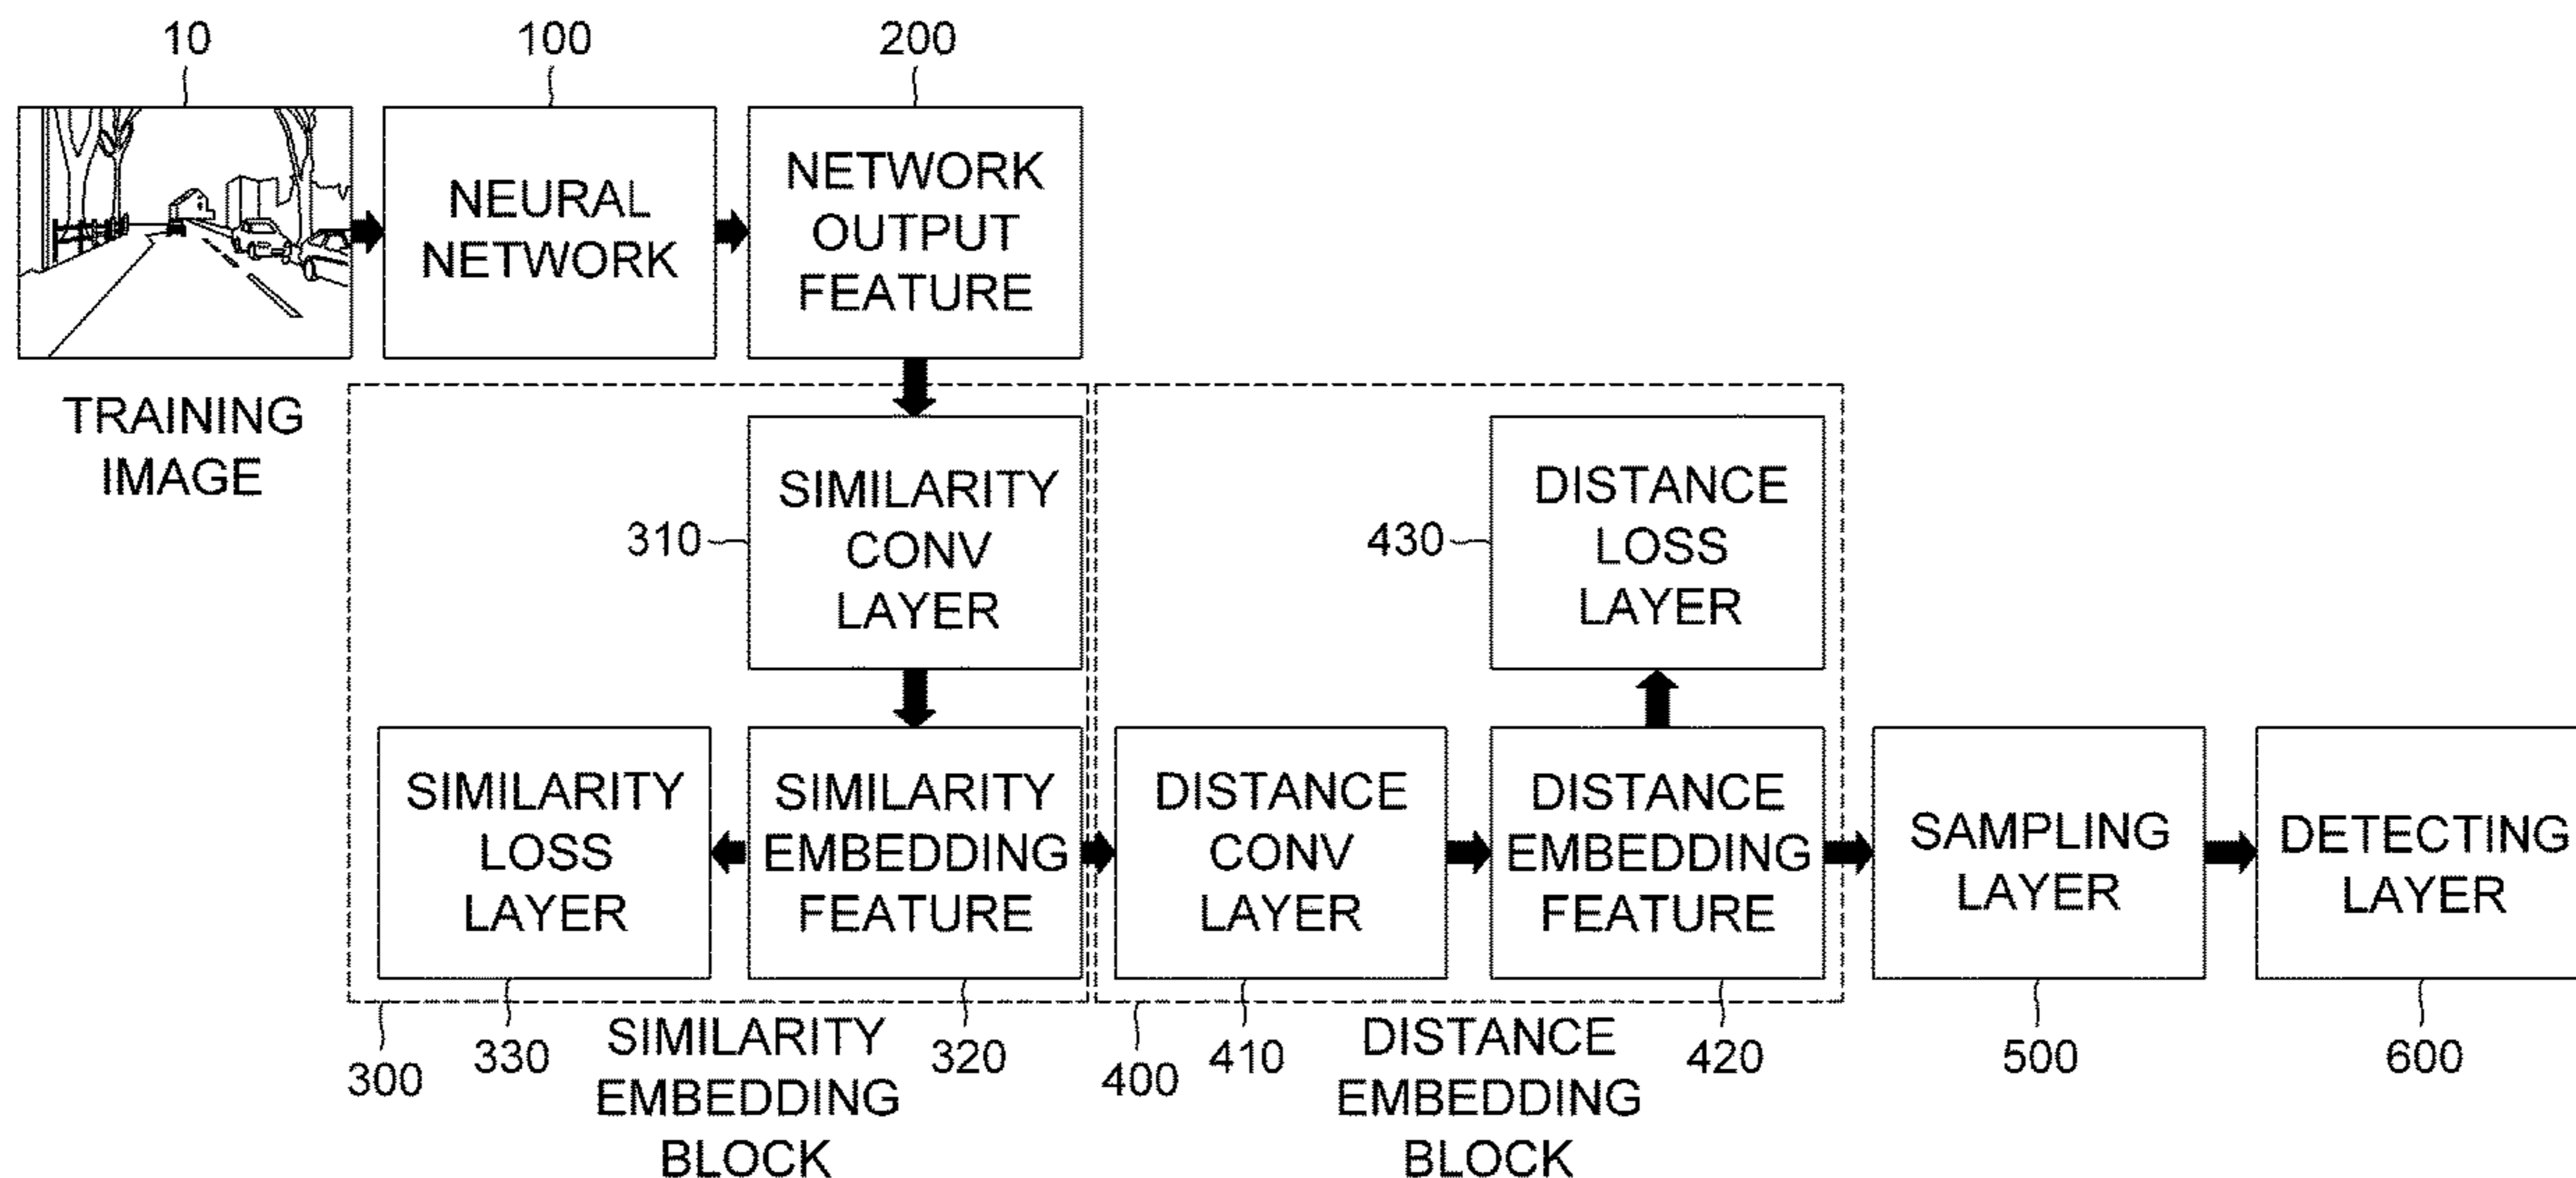 10
100
200
NEURAL
NETWORK
NETWORK
OUTPUT
FEATURE
TRAINING
IMAGE
310
SIMILARITY
CONV
LAYER
430
DISTANCE
LOSS
LAYER
SIMILARITY
LOSS
LAYER
SIMILARITY
EMBEDDING
FEATURE
DISTANCE
CONV
LAYER
DISTANCE
EMBEDDING
FEATURE
SAMPLING
LAYER
DETECTING
LAYER
300
330
SIMILARITY
EMBEDDING
BLOCK
320
400
410
DISTANCE
EMBEDDING
BLOCK
420
500
600